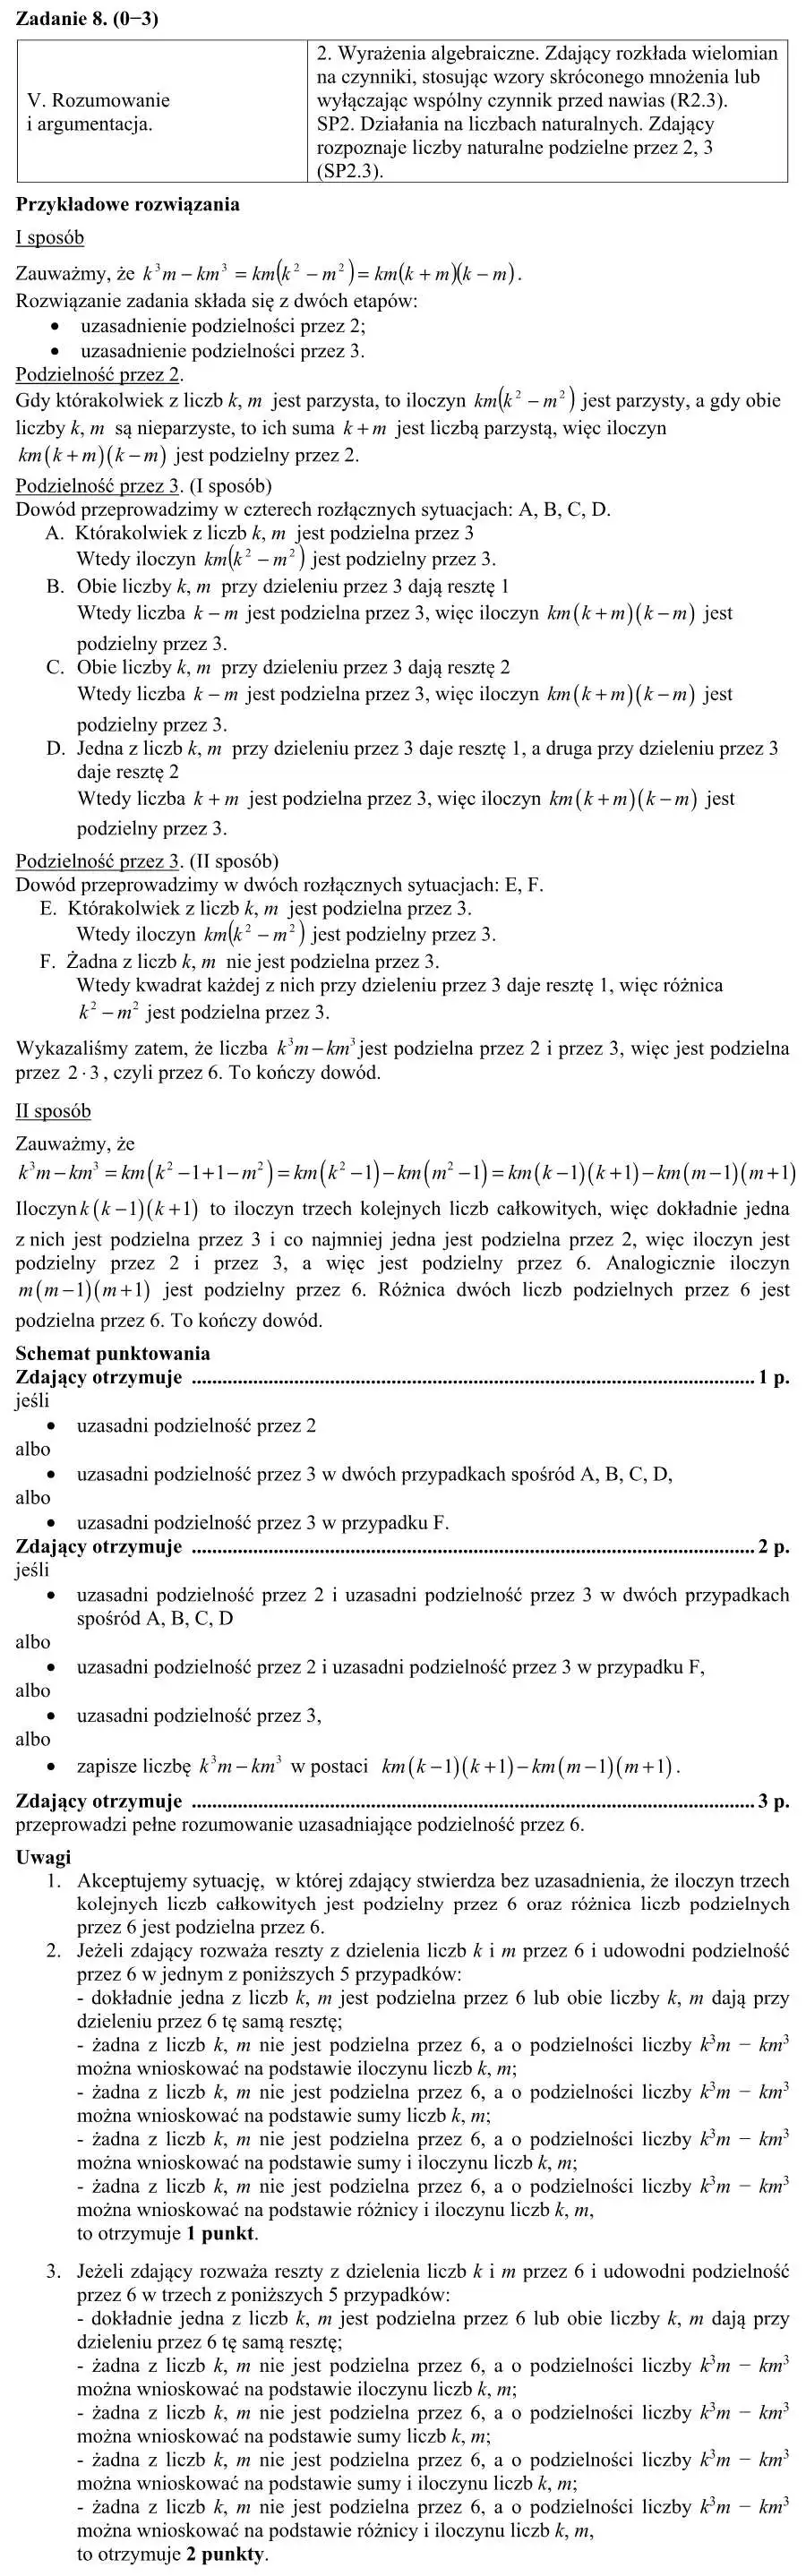 Zadanie 8. (0−3)
V. Rozumowanie
i argumentacja.
2. Wyrażenia algebraiczne. Zdający rozkłada wielomian
na czynniki, stosując wzory skróconego mnożenia lub
wyłączając wspólny czynnik przed nawias (R2.3).
SP2. Działania na liczbach naturalnych. Zdający
rozpoznaje liczby naturalne podzielne przez 2, 3
(SP2.3).
Przykładowe rozwiązania
I sposób
Zauważmy, że k³m − km³ = km(k² − m²) = km(k + m)(k − m).
Rozwiązanie zadania składa się z dwóch etapów:
• uzasadnienie podzielności przez 2;
• uzasadnienie podzielności przez 3.
Podzielność przez 2.
Gdy którakolwiek z liczb k, m jest parzysta, to iloczyn km(k² − m²) jest parzysty, a gdy obie
liczby k, m są nieparzyste, to ich suma k + m jest liczbą parzystą, więc iloczyn
km(k + m)(k − m) jest podzielny przez 2.
Podzielność przez 3. (I sposób)
Dowód przeprowadzimy w czterech rozłącznych sytuacjach: A, B, C, D.
A. Którakolwiek z liczb k, m jest podzielna przez 3
Wtedy iloczyn km(k² − m²) jest podzielny przez 3.
B. Obie liczby k, m przy dzieleniu przez 3 dają resztę 1
Wtedy liczba k − m jest podzielna przez 3, więc iloczyn km(k + m)(k − m) jest
podzielny przez 3.
C. Obie liczby k, m przy dzieleniu przez 3 dają resztę 2
Wtedy liczba k − m jest podzielna przez 3, więc iloczyn km(k + m)(k − m) jest
podzielny przez 3.
D. Jedna z liczb k, m przy dzieleniu przez 3 daje resztę 1, a druga przy dzieleniu przez 3
daje resztę 2
Wtedy liczba k + m jest podzielna przez 3, więc iloczyn km(k + m)(k − m) jest
podzielny przez 3.
Podzielność przez 3. (II sposób)
Dowód przeprowadzimy w dwóch rozłącznych sytuacjach: E, F.
E. Którakolwiek z liczb k, m jest podzielna przez 3.
Wtedy iloczyn km(k² − m²) jest podzielny przez 3.
F. Żadna z liczb k, m nie jest podzielna przez 3.
Wtedy kwadrat każdej z nich przy dzieleniu przez 3 daje resztę 1, więc różnica
k² − m² jest podzielna przez 3.
Wykazaliśmy zatem, że liczba k³m − km³ jest podzielna przez 2 i przez 3, więc jest podzielna
przez 2 · 3, czyli przez 6. To kończy dowód.
II sposób
Zauważmy, że
k³m − km³ = km(k² − 1 + 1 − m²) = km(k² − 1) − km(m² − 1) = km(k − 1)(k + 1) − km(m − 1)(m + 1)
Iloczyn k(k − 1)(k + 1) to iloczyn trzech kolejnych liczb całkowitych, więc dokładnie jedna
z nich jest podzielna przez 3 i co najmniej jedna jest podzielna przez 2, więc iloczyn jest
podzielny przez 2 i przez 3, a więc jest podzielny przez 6. Analogicznie iloczyn
m(m − 1)(m + 1) jest podzielny przez 6. Różnica dwóch liczb podzielnych przez 6 jest
podzielna przez 6. To kończy dowód.
Schemat punktowania
Zdający otrzymuje ............................................................................................................... 1 p.
jeśli
• uzasadni podzielność przez 2
albo
• uzasadni podzielność przez 3 w dwóch przypadkach spośród A, B, C, D,
albo
• uzasadni podzielność przez 3 w przypadku F.
Zdający otrzymuje ............................................................................................................... 2 p.
jeśli
• uzasadni podzielność przez 2 i uzasadni podzielność przez 3 w dwóch przypadkach
spośród A, B, C, D
albo
• uzasadni podzielność przez 2 i uzasadni podzielność przez 3 w przypadku F,
albo
• uzasadni podzielność przez 3,
albo
• zapisze liczbę k³m − km³ w postaci km(k − 1)(k + 1) − km(m − 1)(m + 1).
Zdający otrzymuje ............................................................................................................... 3 p.
przeprowadzi pełne rozumowanie uzasadniające podzielność przez 6.
Uwagi
1. Akceptujemy sytuację, w której zdający stwierdza bez uzasadnienia, że iloczyn trzech
kolejnych liczb całkowitych jest podzielny przez 6 oraz różnica liczb podzielnych
przez 6 jest podzielna przez 6.
2. Jeżeli zdający rozważa reszty z dzielenia liczb k i m przez 6 i udowodni podzielność
przez 6 w jednym z poniższych 5 przypadków:
- dokładnie jedna z liczb k, m jest podzielna przez 6 lub obie liczby k, m dają przy
dzieleniu przez 6 tę samą resztę;
- żadna z liczb k, m nie jest podzielna przez 6, a o podzielności liczby k³m − km³
można wnioskować na podstawie iloczynu liczb k, m;
- żadna z liczb k, m nie jest podzielna przez 6, a o podzielności liczby k³m − km³
można wnioskować na podstawie sumy liczb k, m;
- żadna z liczb k, m nie jest podzielna przez 6, a o podzielności liczby k³m − km³
można wnioskować na podstawie sumy i iloczynu liczb k, m;
- żadna z liczb k, m nie jest podzielna przez 6, a o podzielności liczby k³m − km³
można wnioskować na podstawie różnicy i iloczynu liczb k, m,
to otrzymuje 1 punkt.
3. Jeżeli zdający rozważa reszty z dzielenia liczb k i m przez 6 i udowodni podzielność
przez 6 w trzech z poniższych 5 przypadków:
- dokładnie jedna z liczb k, m jest podzielna przez 6 lub obie liczby k, m dają przy
dzieleniu przez 6 tę samą resztę;
- żadna z liczb k, m nie jest podzielna przez 6, a o podzielności liczby k³m − km³
można wnioskować na podstawie iloczynu liczb k, m;
- żadna z liczb k, m nie jest podzielna przez 6, a o podzielności liczby k³m − km³
można wnioskować na podstawie sumy liczb k, m;
- żadna z liczb k, m nie jest podzielna przez 6, a o podzielności liczby k³m − km³
można wnioskować na podstawie sumy i iloczynu liczb k, m;
- żadna z liczb k, m nie jest podzielna przez 6, a o podzielności liczby k³m − km³
można wnioskować na podstawie różnicy i iloczynu liczb k, m,
to otrzymuje 2 punkty.